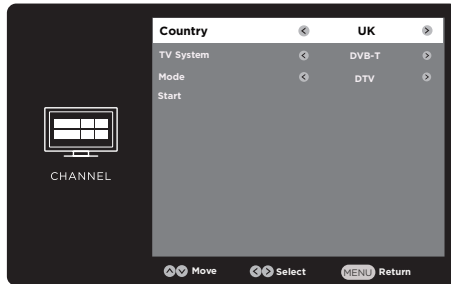 Country UK
TV System DVB-T
Mode DTV
Start
CHANNEL
Move Select MENU Return